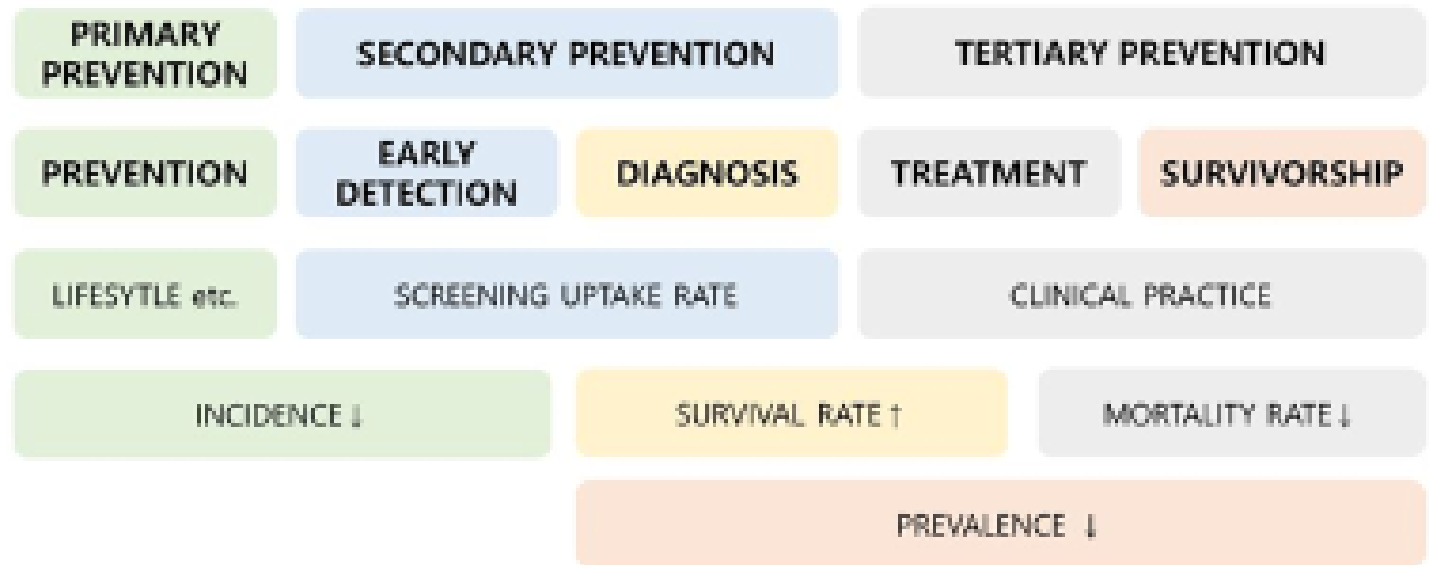 PRIMARY
PREVENTION
SECONDARY PREVENTION
TERTIARY PREVENTION
PREVENTION
EARLY
DETECTION
DIAGNOSIS
TREATMENT
SURVIVORSHIP
LIFESYTLE etc.
SCREENING UPTAKE RATE
CLINICAL PRACTICE
INCIDENCE↓
SURVIVAL RATE↑
MORTALITY RATE↓
PREVALENCE ↓